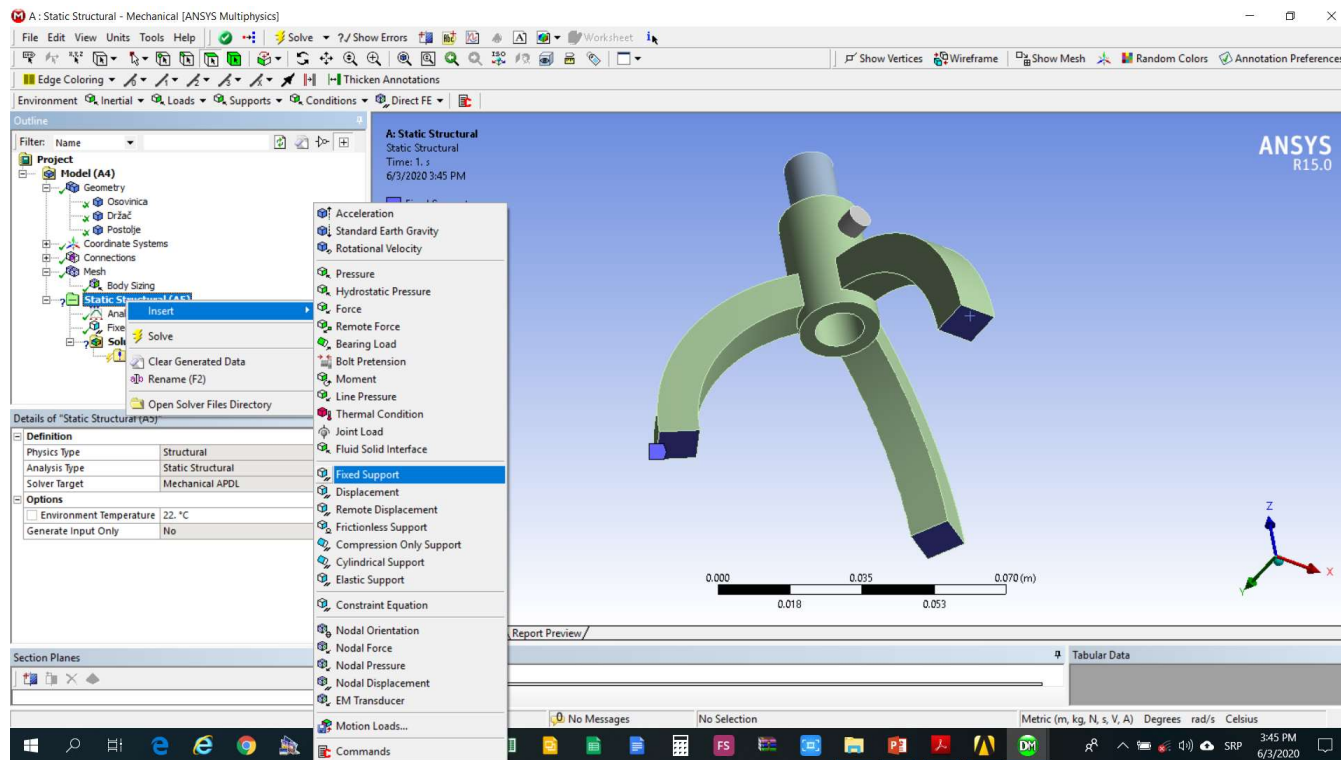 A : Static Structural - Mechanical [ANSYS Multiphysics]
File Edit View Units Tools Help Solve ?/ Show Errors Worksheet
Show Vertices Wireframe Show Mesh Random Colors Annotation Preferences
Edge Coloring Thicken Annotations
Environment Inertial Loads Supports Conditions Direct FE
Outline
Filter: Name
Project
Model (A4)
Geometry
Osovinica
Držač
Postolje
Coordinate Systems
Connections
Mesh
Body Sizing
Static Structural (A5)
Insert
Solve
Clear Generated Data
Rename (F2)
Open Solver Files Directory
Acceleration
Standard Earth Gravity
Rotational Velocity
Pressure
Hydrostatic Pressure
Force
Remote Force
Bearing Load
Bolt Pretension
Moment
Line Pressure
Thermal Condition
Joint Load
Fluid Solid Interface
Fixed Support
Displacement
Remote Displacement
Frictionless Support
Compression Only Support
Cylindrical Support
Elastic Support
Constraint Equation
Nodal Orientation
Nodal Force
Nodal Pressure
Nodal Displacement
EM Transducer
Motion Loads...
Commands
Details of "Static Structural (A5)"
Definition
Physics Type Structural
Analysis Type Static Structural
Solver Target Mechanical APDL
Options
Environment Temperature 22. °C
Generate Input Only No
Section Planes
A: Static Structural
Static Structural
Time: 1. s
6/3/2020 3:45 PM
ANSYS
R15.0
0.000 0.035 0.070 (m)
0.018 0.053
Z
X
Y
Report Preview
Tabular Data
0 No Messages No Selection Metric (m, kg, N, s, V, A) Degrees rad/s Celsius
FS DM SRP 3:45 PM
6/3/2020